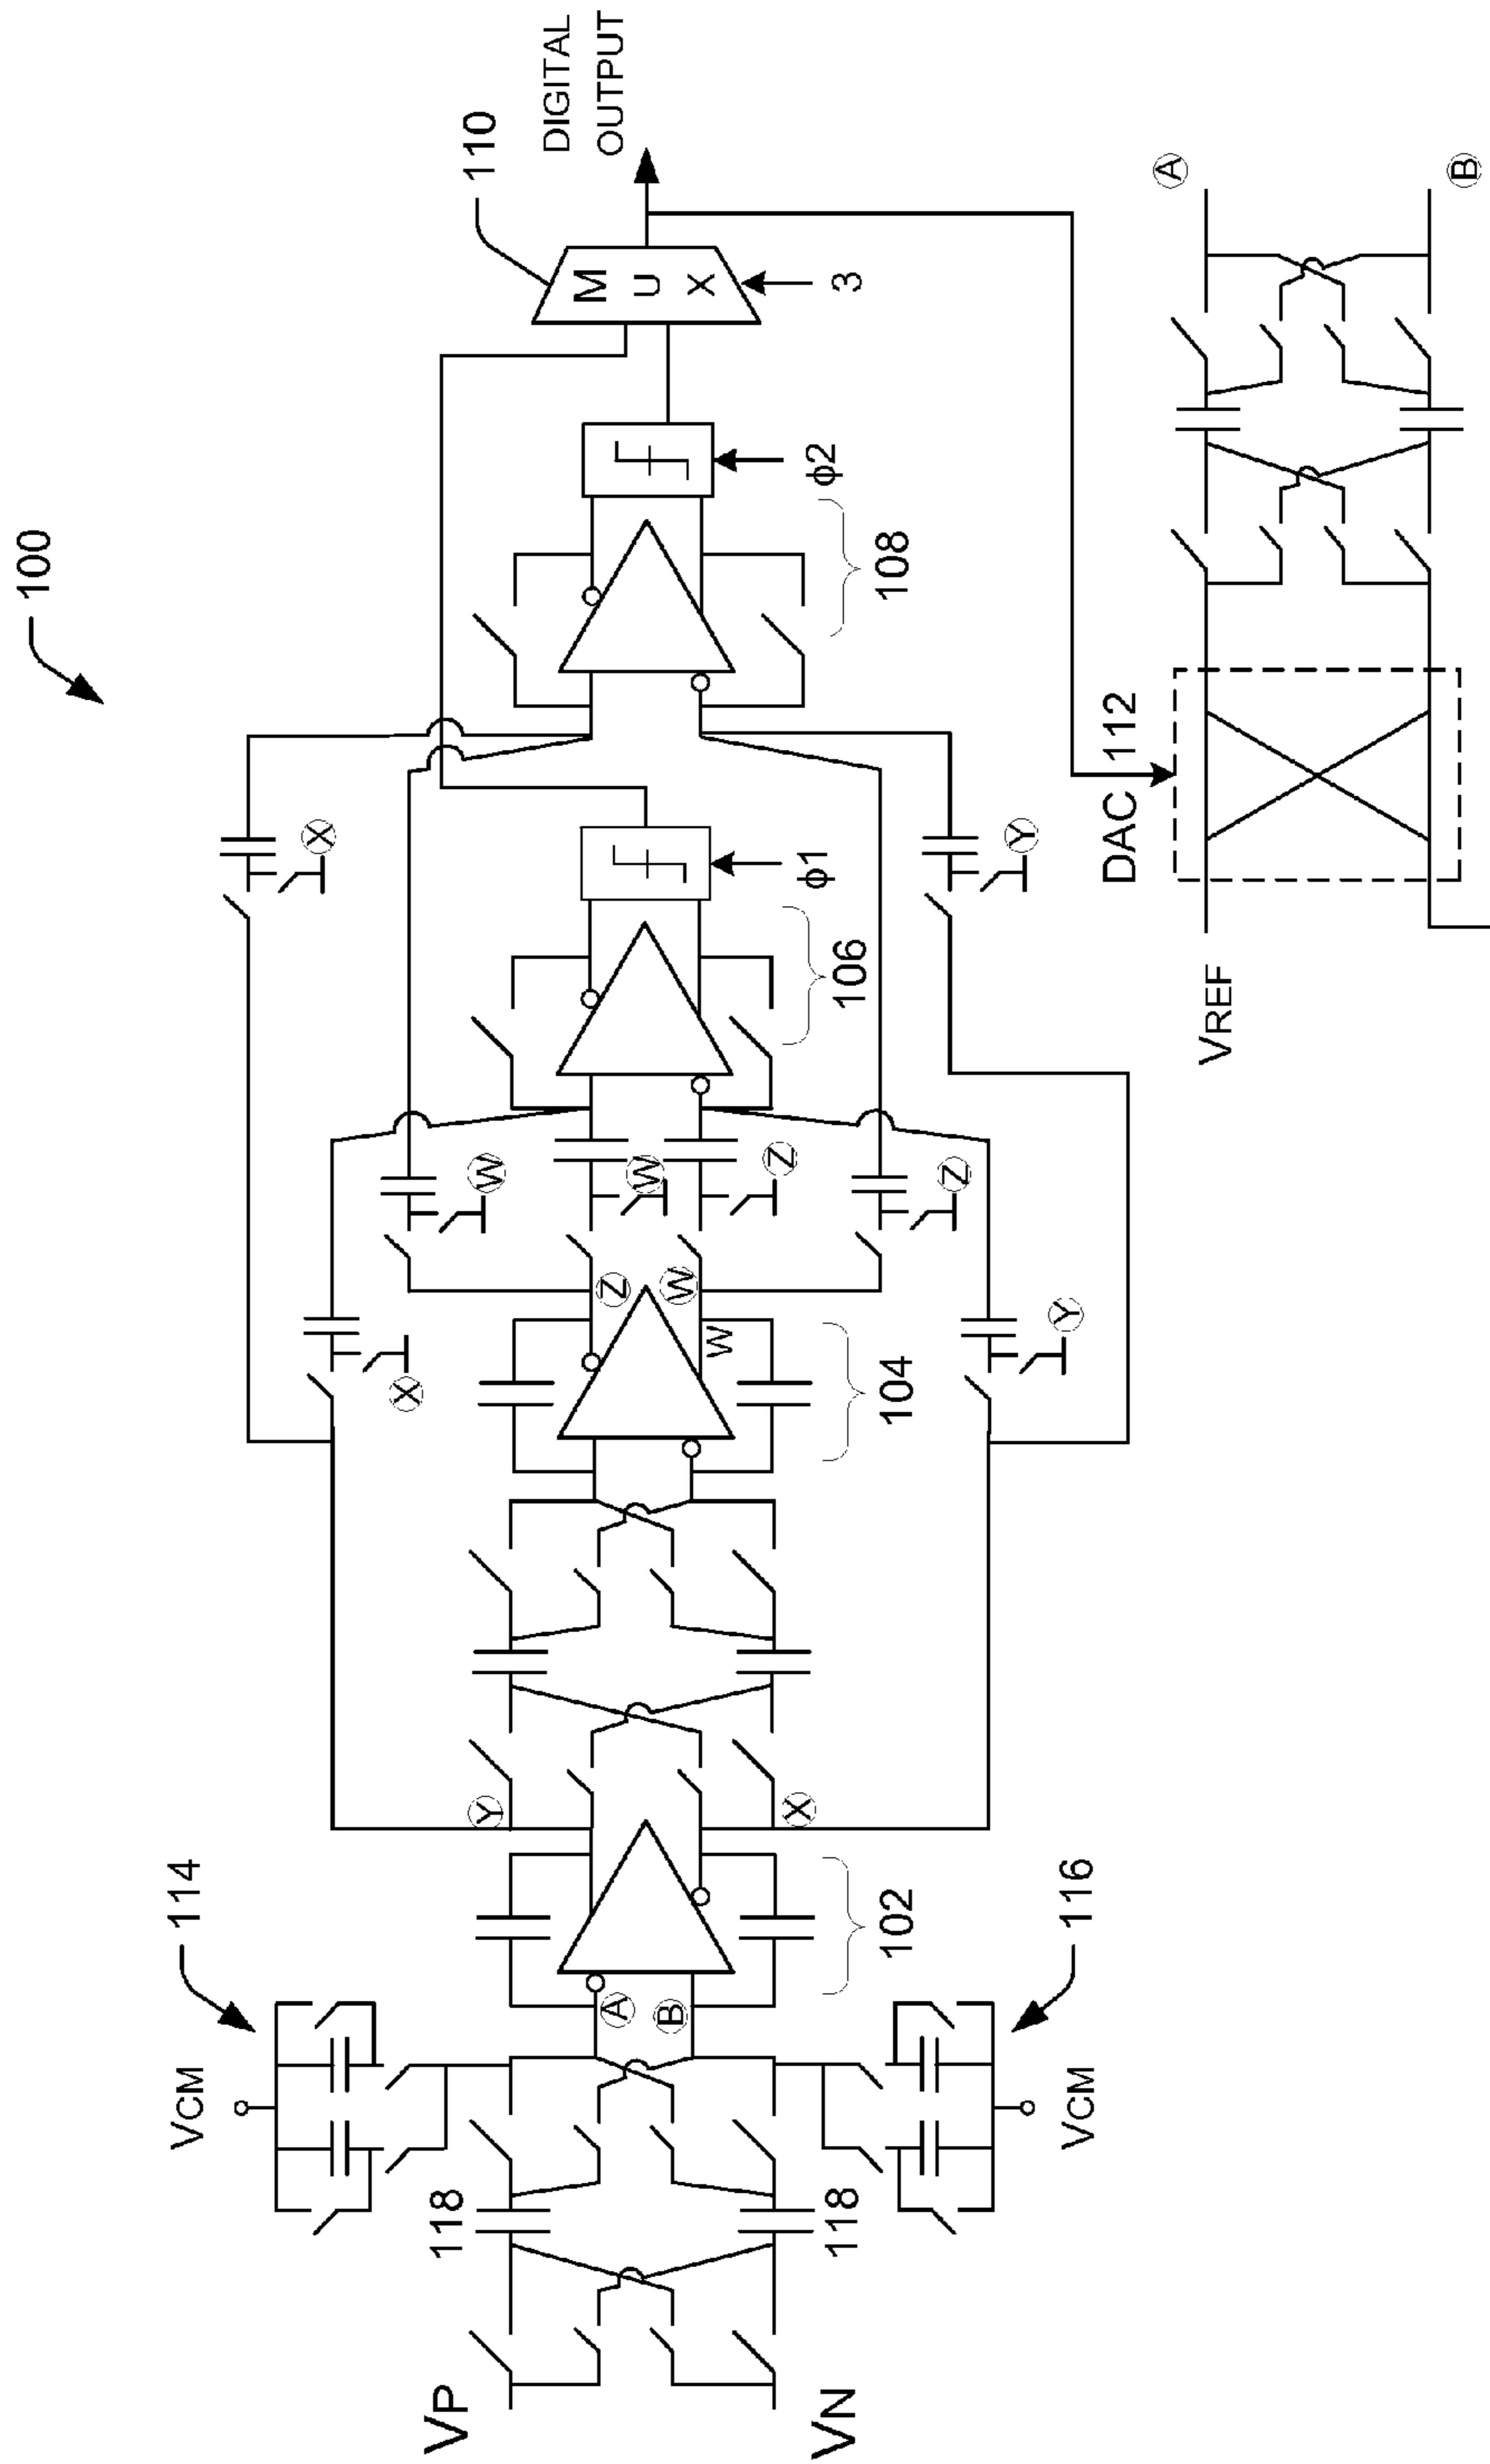 100
110
DIGITAL
OUTPUT
M
U
X
3
ϕ2
108
X
ϕ1
106
Y
W
W
Z
Z
X
Z
W
W
104
Y
VREF
DAC 112
A
B
114
VCM
Y
X
102
116
VCM
A
B
118
118
VP
VN